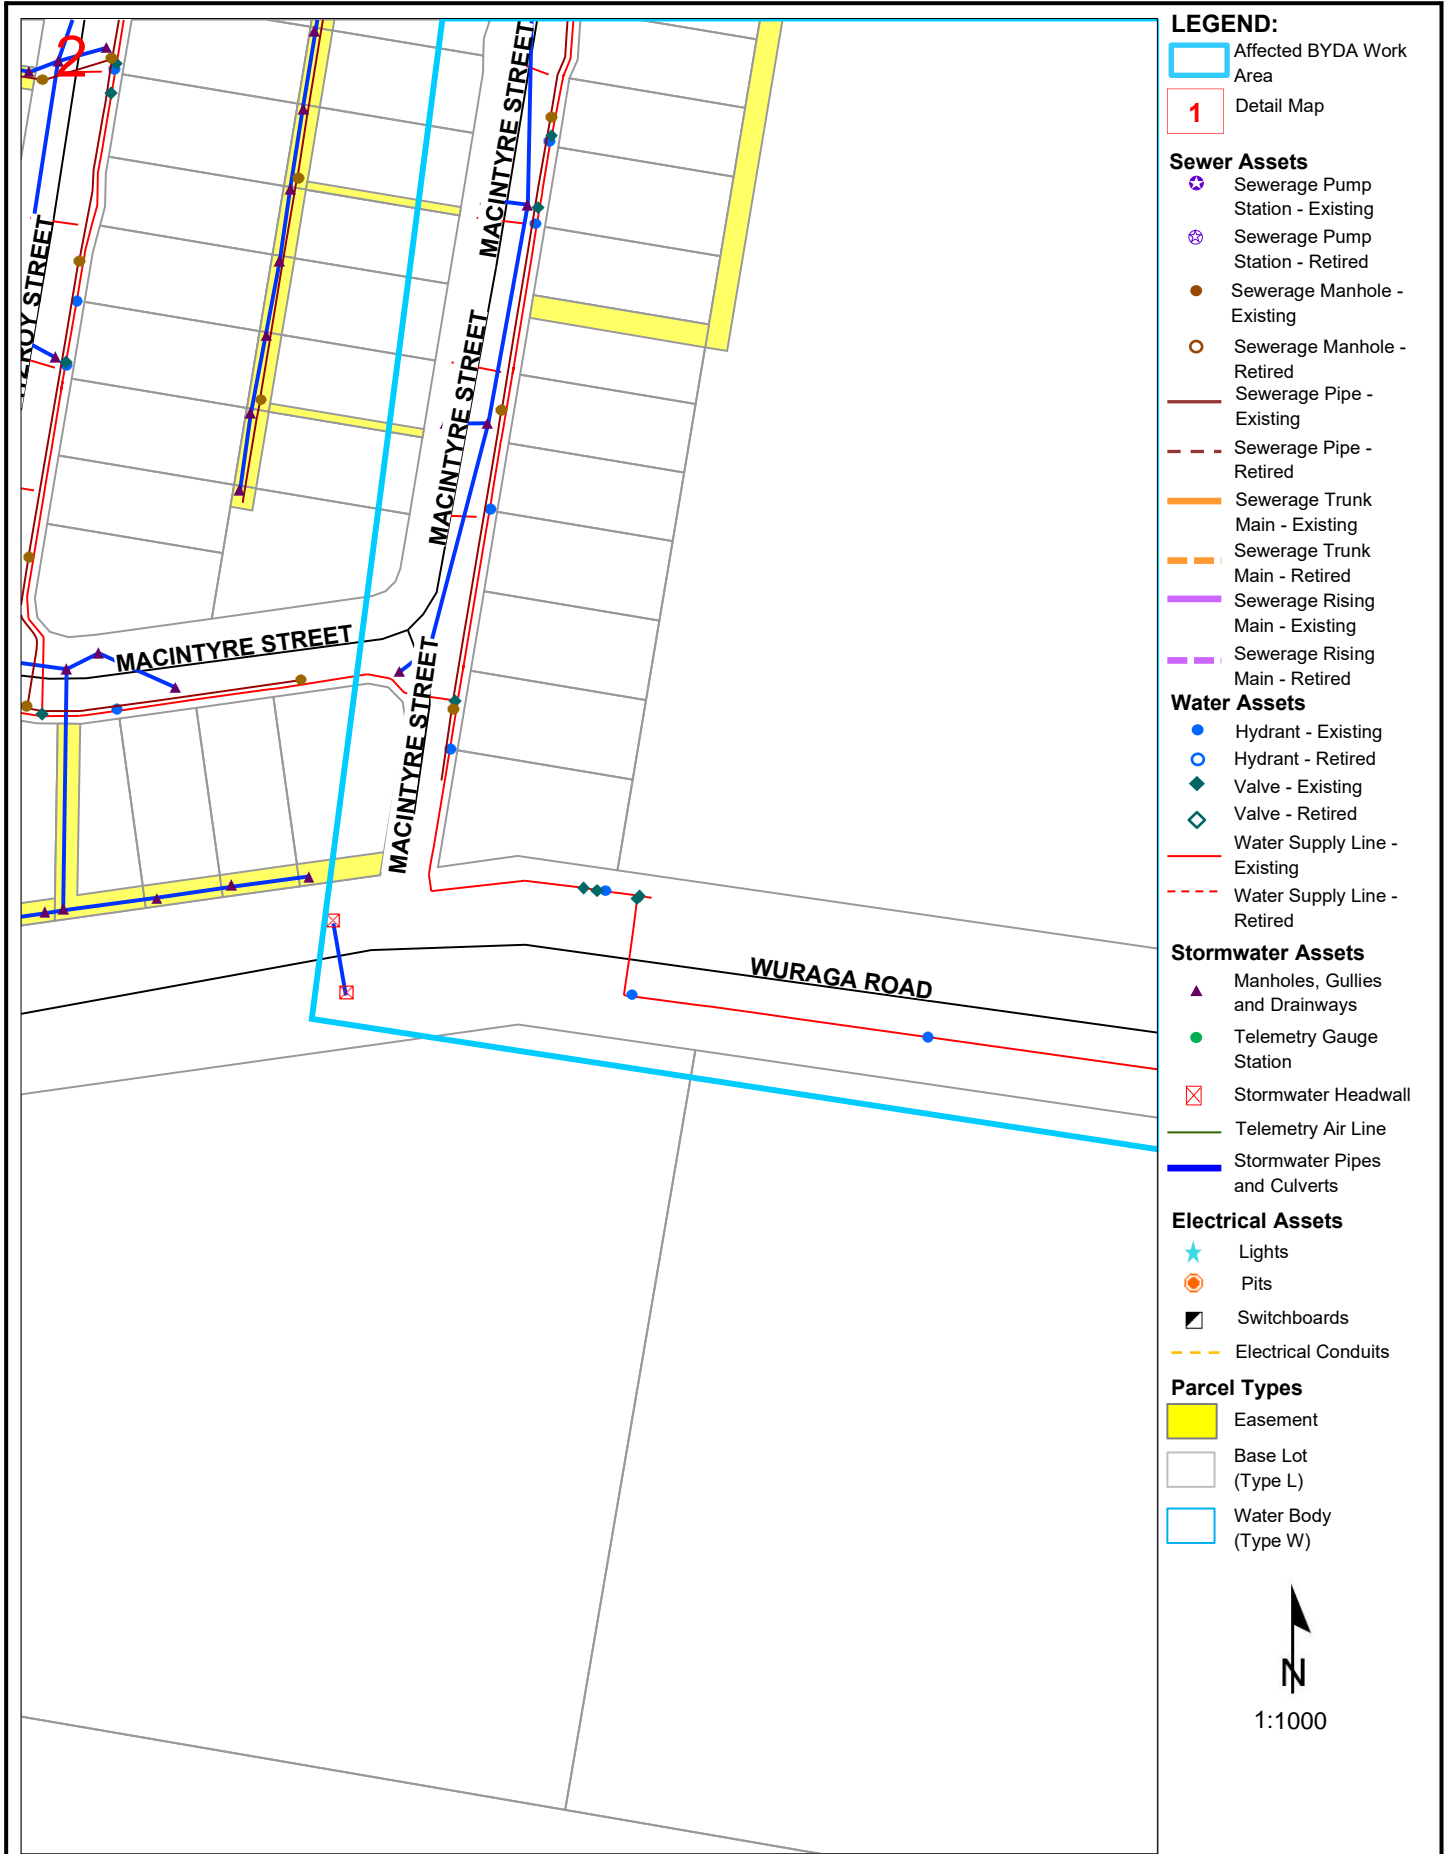 2
MACINTYRE STREET
MACINTYRE STREET
MACINTYRE STREET
MACINTYRE STREET
MACINTYRE STREET
WURAGA ROAD
LEGEND:
Affected BYDA Work
Area
1
Detail Map
Sewer Assets
Sewerage Pump
Station - Existing
Sewerage Pump
Station - Retired
Sewerage Manhole -
Existing
Sewerage Manhole -
Retired
Sewerage Pipe -
Existing
Sewerage Pipe -
Retired
Sewerage Trunk
Main - Existing
Sewerage Trunk
Main - Retired
Sewerage Rising
Main - Existing
Sewerage Rising
Main - Retired
Water Assets
Hydrant - Existing
Hydrant - Retired
Valve - Existing
Valve - Retired
Water Supply Line -
Existing
Water Supply Line -
Retired
Stormwater Assets
Manholes, Gullies
and Drainways
Telemetry Gauge
Station
Stormwater Headwall
Telemetry Air Line
Stormwater Pipes
and Culverts
Electrical Assets
Lights
Pits
Switchboards
Electrical Conduits
Parcel Types
Easement
Base Lot
(Type L)
Water Body
(Type W)
N
1:1000
STREET